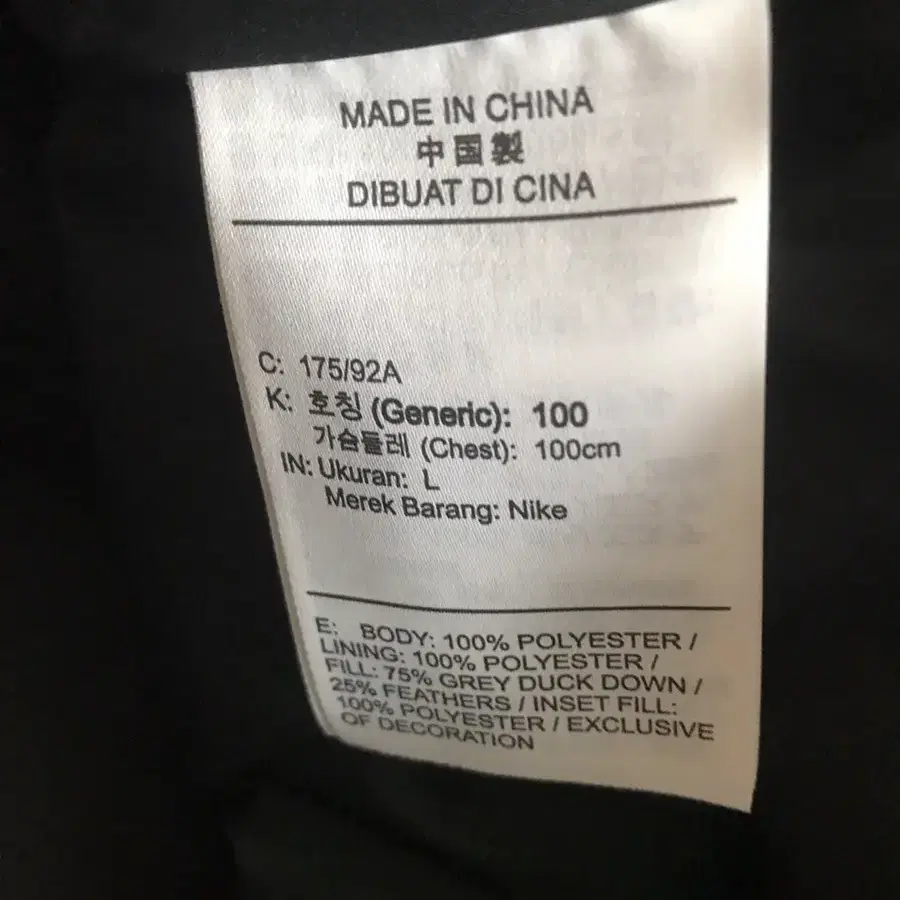 MADE IN CHINA
中国製
DIBUAT DI CINA
C: 175/92A
K: 호칭 (Generic): 100
가슴둘레 (Chest): 100cm
IN: Ukuran: L
Merek Barang: Nike
E: BODY: 100% POLYESTER /
LINING: 100% POLYESTER /
FILL: 75% GREY DUCK DOWN /
25% FEATHERS / INSET FILL:
100% POLYESTER / EXCLUSIVE
OF DECORATION